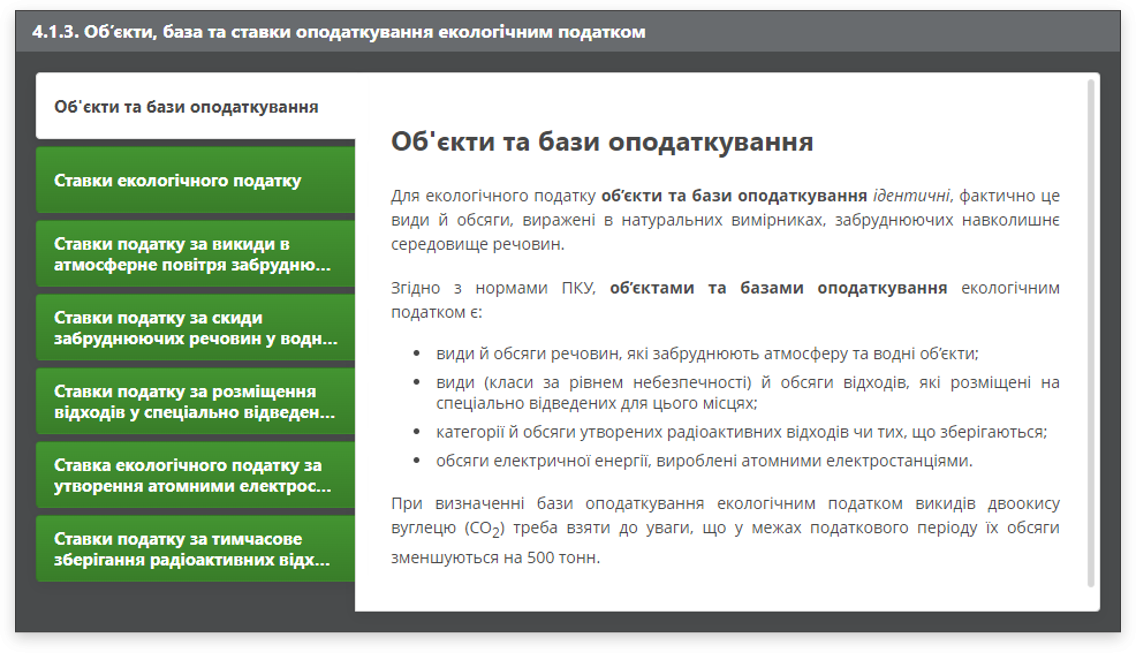 4.1.3. Об’єкти, база та ставки оподаткування екологічним податком
Об'єкти та бази оподаткування
Ставки екологічного податку
Ставки податку за викиди в
атмосферне повітря забрудню...
Ставки податку за скиди
забруднюючих речовин у водн...
Ставки податку за розміщення
відходів у спеціально відведен...
Ставка екологічного податку за
утворення атомними електрос...
Ставки податку за тимчасове
зберігання радіоактивних відх...
Об'єкти та бази оподаткування
Для екологічного податку об’єкти та бази оподаткування ідентичні, фактично це
види й обсяги, виражені в натуральних вимірниках, забруднюючих навколишнє
середовище речовин.
Згідно з нормами ПКУ, об’єктами та базами оподаткування екологічним
податком є:
• види й обсяги речовин, які забруднюють атмосферу та водні об’єкти;
• види (класи за рівнем небезпечності) й обсяги відходів, які розміщені на
спеціально відведених для цього місцях;
• категорії й обсяги утворених радіоактивних відходів чи тих, що зберігаються;
• обсяги електричної енергії, вироблені атомними електростанціями.
При визначенні бази оподаткування екологічним податком викидів двоокису
вуглецю (CO₂) треба взяти до уваги, що у межах податкового періоду їх обсяги
зменшуються на 500 тонн.